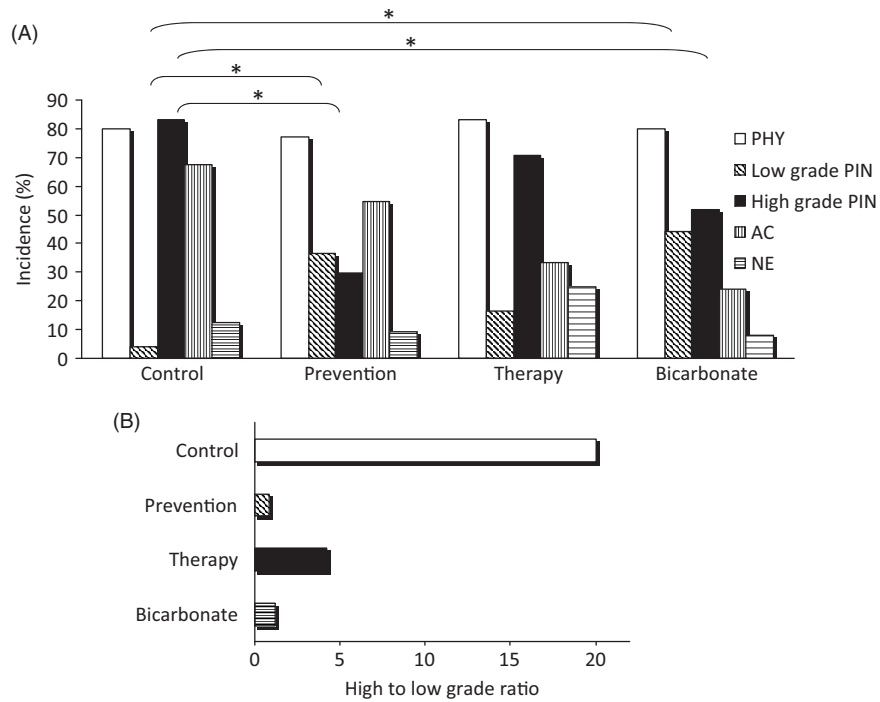 (A)
*
*
*
*
90
80
70
60
50
40
30
20
10
0
Incidence (%)
Control Prevention Therapy Bicarbonate
PHY
Low grade PIN
High grade PIN
AC
NE
(B)
Control
Prevention
Therapy
Bicarbonate
0 5 10 15 20
High to low grade ratio